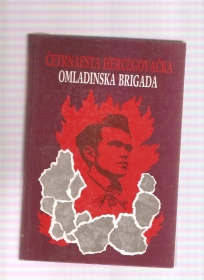 ČETRNAESTA HERCEGOVAČKA
OMLADINSKA BRIGADA